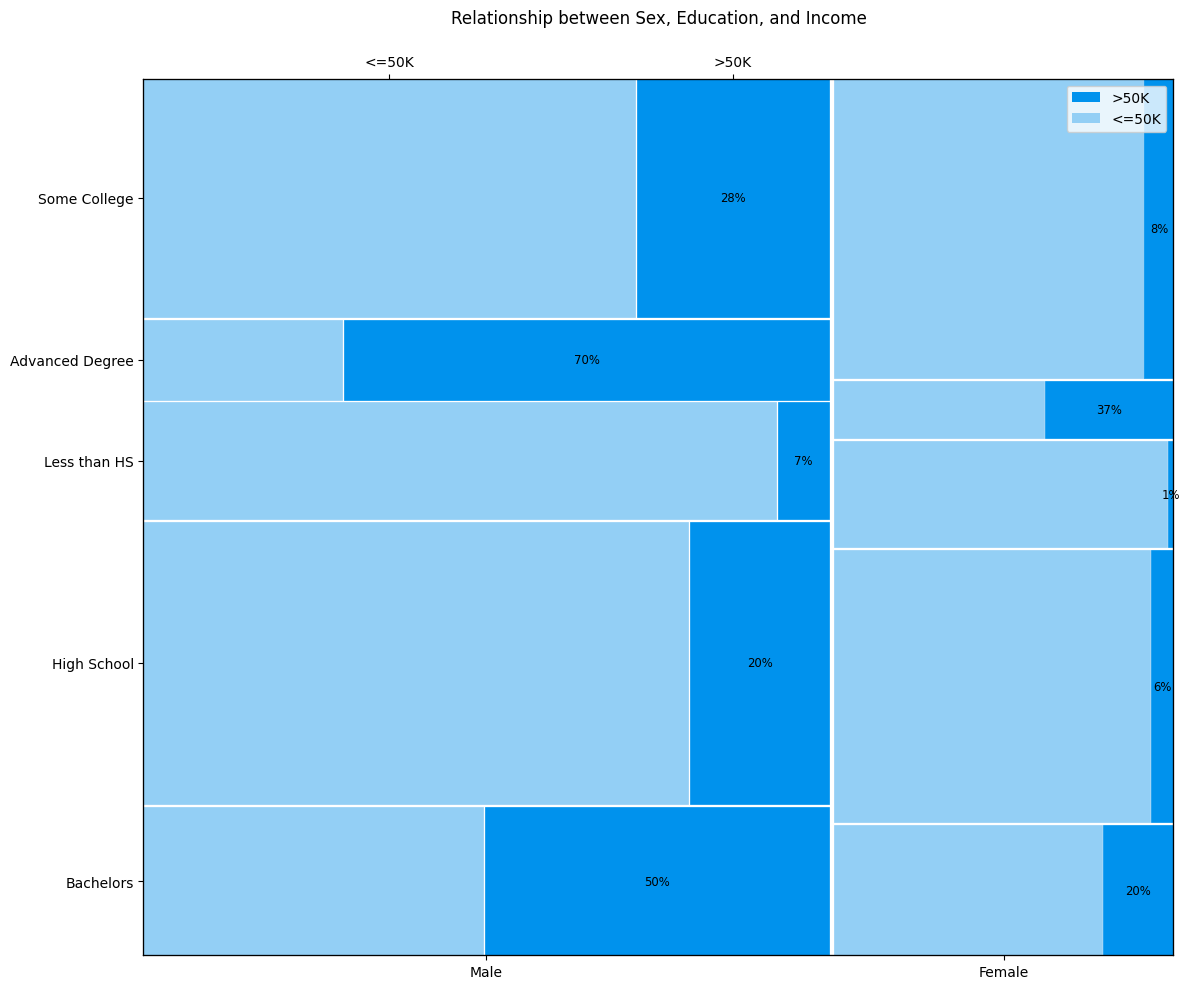 Relationship between Sex, Education, and Income
<=50K
>50K
>50K
<=50K
Some College
28%
8%
Advanced Degree
70%
37%
Less than HS
7%
1%
High School
20%
6%
Bachelors
50%
20%
Male
Female